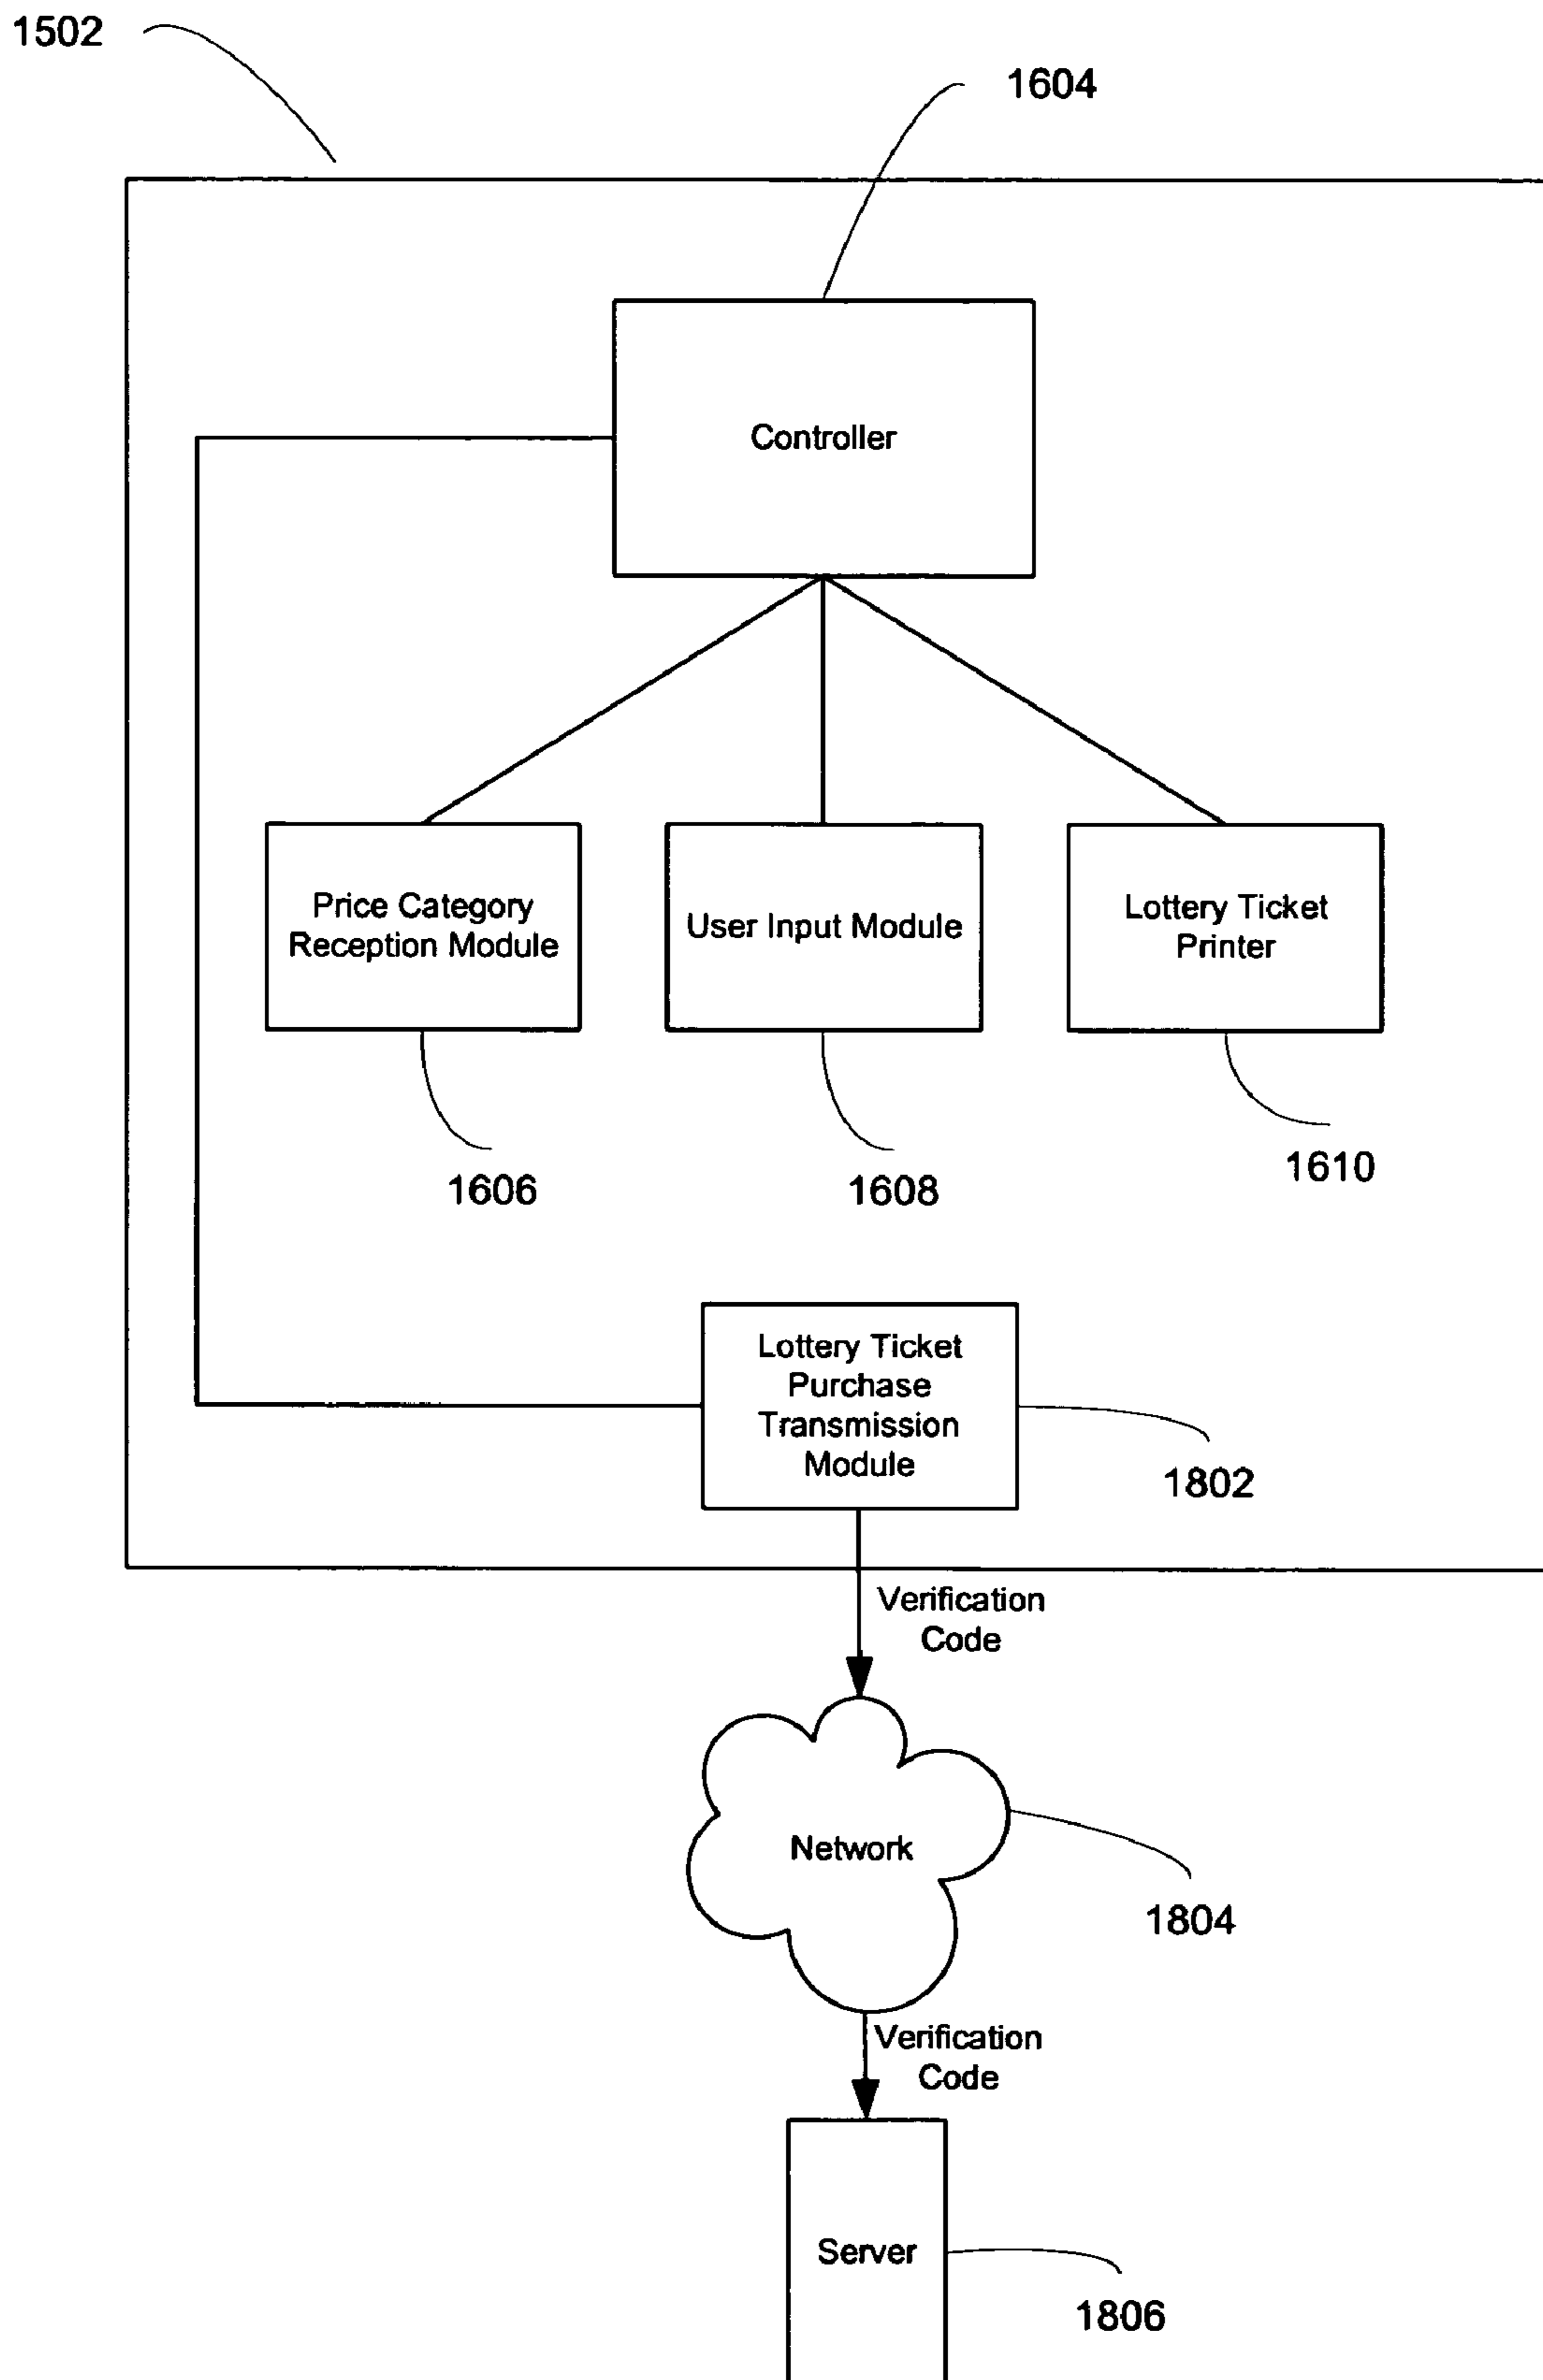 1502
1604
Controller
Price Category
Reception Module
User Input Module
Lottery Ticket
Printer
1606
1608
1610
Lottery Ticket
Purchase
Transmission
Module
1802
Verification
Code
Network
1804
Verification
Code
Server
1806